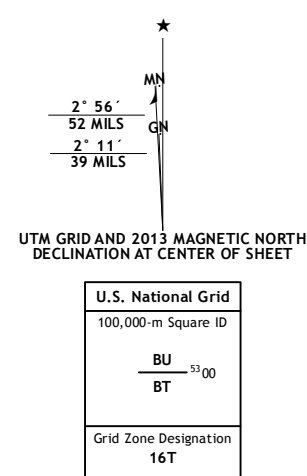 ★
MN
2° 56´
52 MILS
GN
2° 11´
39 MILS
UTM GRID AND 2013 MAGNETIC NORTH
DECLINATION AT CENTER OF SHEET
U.S. National Grid
100,000-m Square ID
BU
5300
BT
Grid Zone Designation
16T